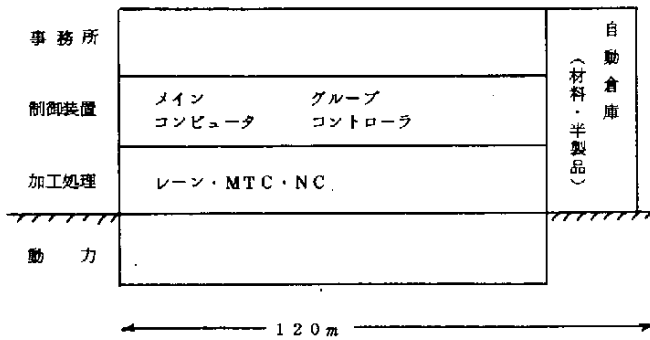 事務所
制御装置
メイン
コンピュータ
グループ
コントローラ
加工処理
レーン・MTC・NC
動力
自動倉庫
(材料・半製品)
120m